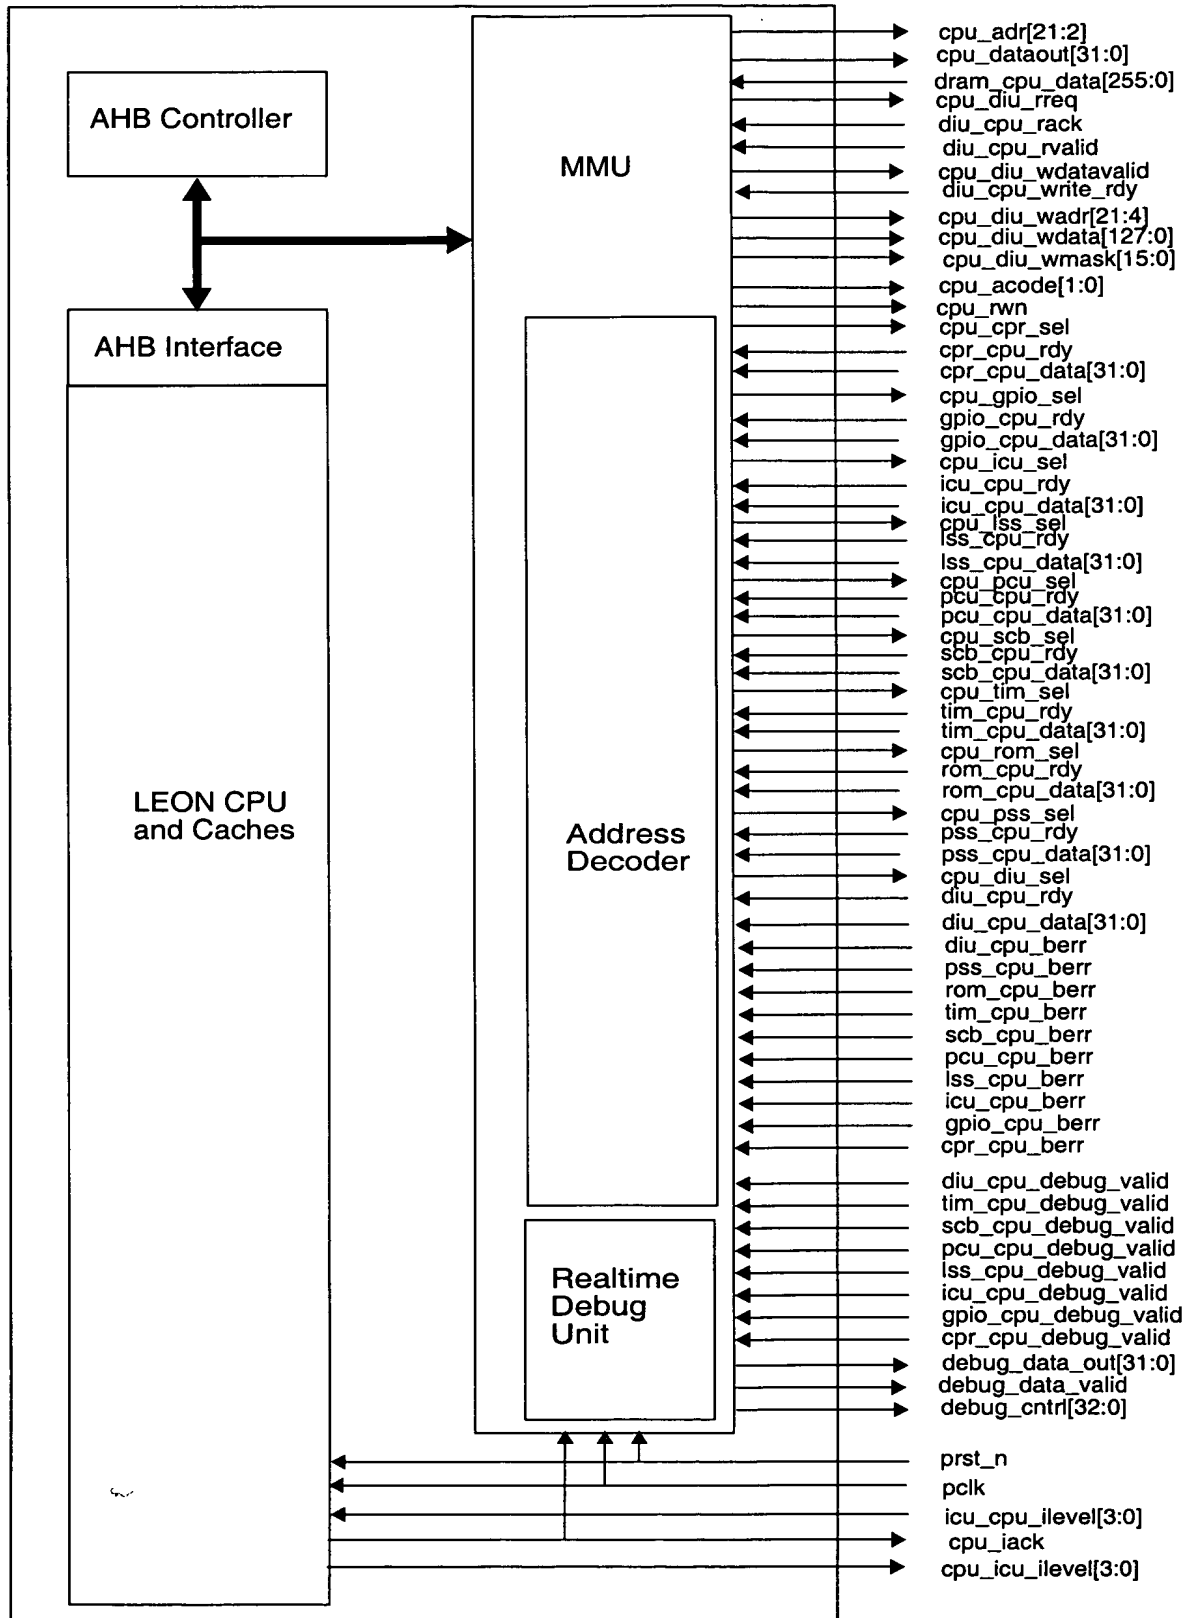 AHB Controller
AHB Interface
LEON CPU
and Caches
MMU
Address
Decoder
Realtime
Debug
Unit
cpu_adr[21:2]
cpu_dataout[31:0]
dram_cpu_data[255:0]
cpu_diu_rreq
diu_cpu_rack
diu_cpu_rvalid
cpu_diu_wdatavalid
diu_cpu_write_rdy
cpu_diu_wadr[21:4]
cpu_diu_wdata[127:0]
cpu_diu_wmask[15:0]
cpu_acode[1:0]
cpu_rwn
cpu_cpr_sel
cpr_cpu_rdy
cpr_cpu_data[31:0]
cpu_gpio_sel
gpio_cpu_rdy
gpio_cpu_data[31:0]
cpu_icu_sel
icu_cpu_rdy
icu_cpu_data[31:0]
cpu_lss_sel
lss_cpu_rdy
lss_cpu_data[31:0]
cpu_pcu_sel
pcu_cpu_rdy
pcu_cpu_data[31:0]
cpu_scb_sel
scb_cpu_rdy
scb_cpu_data[31:0]
cpu_tim_sel
tim_cpu_rdy
tim_cpu_data[31:0]
cpu_rom_sel
rom_cpu_rdy
rom_cpu_data[31:0]
cpu_pss_sel
pss_cpu_rdy
pss_cpu_data[31:0]
cpu_diu_sel
diu_cpu_rdy
diu_cpu_data[31:0]
diu_cpu_berr
pss_cpu_berr
rom_cpu_berr
tim_cpu_berr
scb_cpu_berr
pcu_cpu_berr
lss_cpu_berr
icu_cpu_berr
gpio_cpu_berr
cpr_cpu_berr
diu_cpu_debug_valid
tim_cpu_debug_valid
scb_cpu_debug_valid
pcu_cpu_debug_valid
lss_cpu_debug_valid
icu_cpu_debug_valid
gpio_cpu_debug_valid
cpr_cpu_debug_valid
debug_data_out[31:0]
debug_data_valid
debug_cntrl[32:0]
prst_n
pclk
icu_cpu_ilevel[3:0]
cpu_iack
cpu_icu_ilevel[3:0]